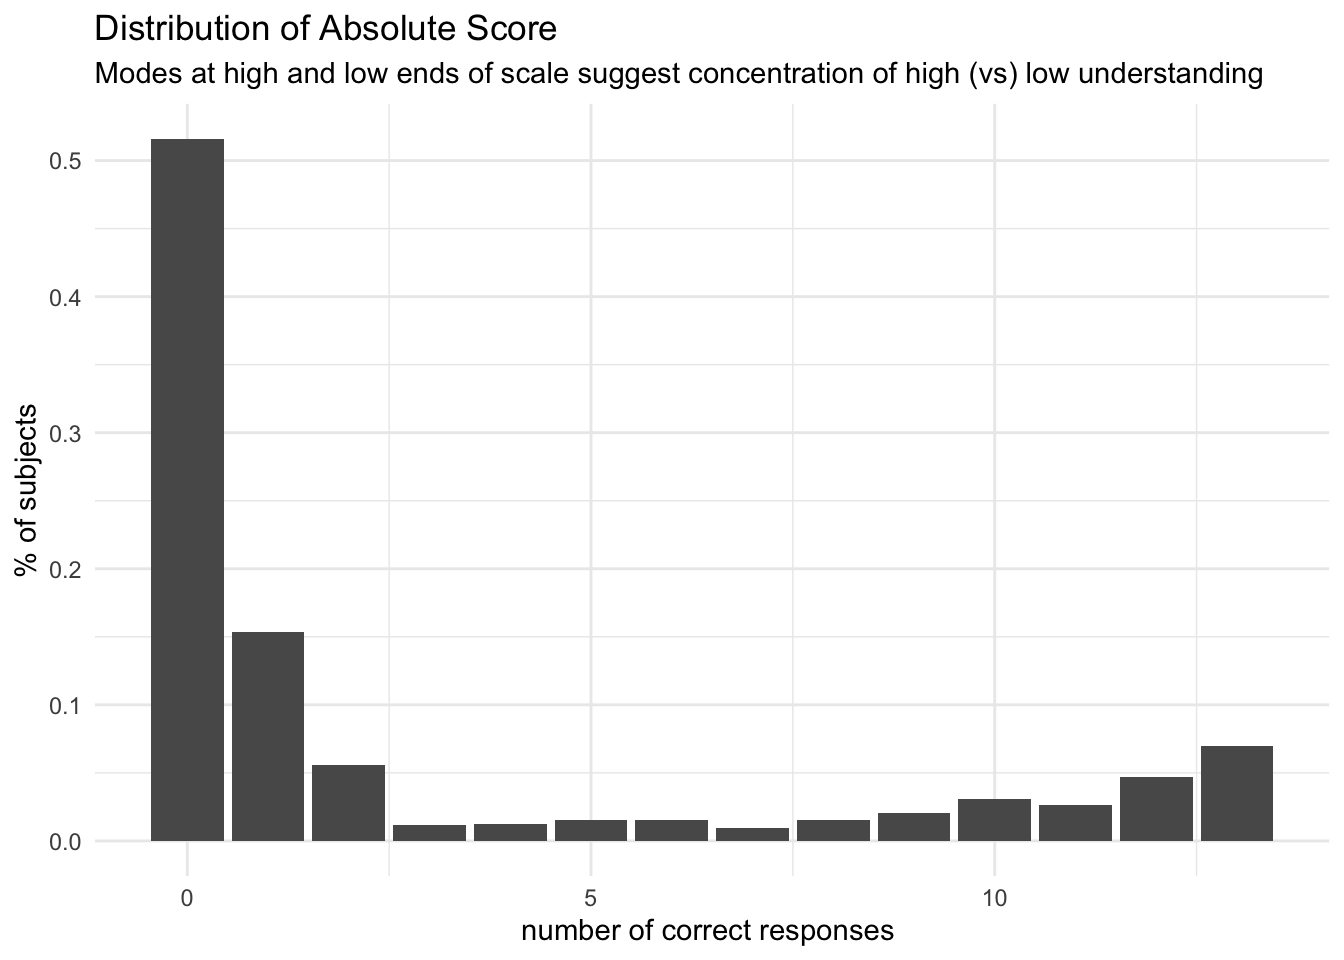 Distribution of Absolute Score
Modes at high and low ends of scale suggest concentration of high (vs) low understanding
% of subjects
0.5
0.4
0.3
0.2
0.1
0.0
0 5 10
number of correct responses